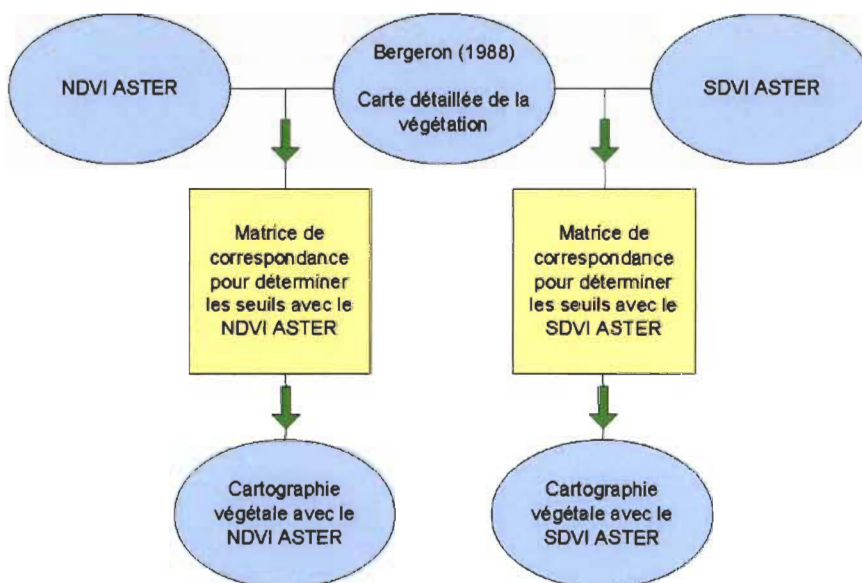 NDVI ASTER
Bergeron (1988)
Carte détaillée de la
végétation
SDVI ASTER
Matrice de
correspondance
pour déterminer
les seuils avec le
NDVI ASTER
Matrice de
correspondance
pour déterminer
les seuils avec le
SDVI ASTER
Cartographie
végétale avec le
NDVI ASTER
Cartographie
végétale avec le
SDVI ASTER